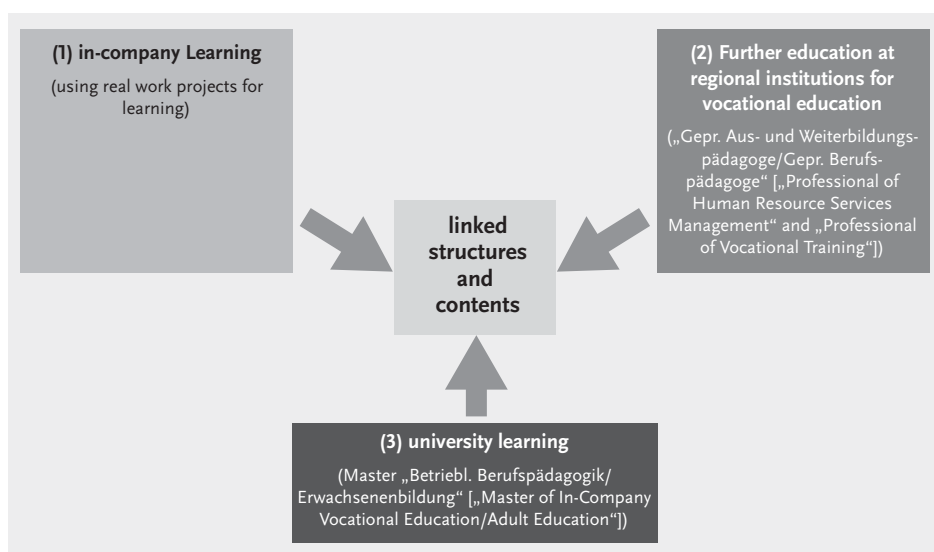 (1) in-company Learning
(using real work projects for
learning)
(2) Further education at
regional institutions for
vocational education
(„Gepr. Aus- und Weiterbildungs-
pädagoge/Gepr. Berufs-
pädagoge“ [„Professional of
Human Resource Services
Management“ and „Professional
of Vocational Training“])
linked
structures
and
contents
(3) university learning
(Master „Betriebl. Berufspädagogik/
Erwachsenenbildung“ [„Master of In-Company
Vocational Education/Adult Education“])